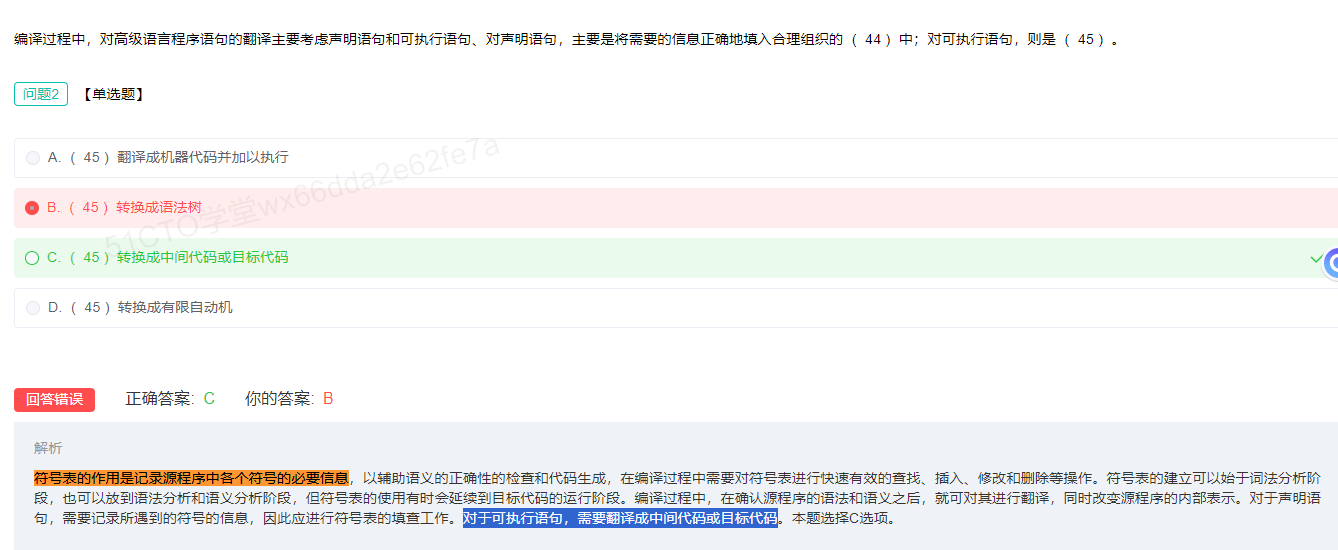 编译过程中，对高级语言程序语句的翻译主要考虑声明语句和可执行语句、对声明语句，主要是将需要的信息正确地填入合理组织的（ 44 ）中；对可执行语句，则是（ 45 ）。
问题2 【单选题】
A.（ 45 ）翻译成机器代码并加以执行
B.（ 45 ）转换成语法树
51CTO学堂wx66dda2e62fe7a
C.（ 45 ）转换成中间代码或目标代码
D.（ 45 ）转换成有限自动机
回答错误 正确答案: C 你的答案: B
解析
符号表的作用是记录源程序中各个符号的必要信息，以辅助语义的正确性的检查和代码生成，在编译过程中需要对符号表进行快速有效的查找、插入、修改和删除等操作。符号表的建立可以始于词法分析阶
段，也可以放到语法分析和语义分析阶段，但符号表的使用有时会延续到目标代码的运行阶段。编译过程中，在确认源程序的语法和语义之后，就可对其进行翻译，同时改变源程序的内部表示。对于声明语
句，需要记录所遇到的符号的信息，因此应进行符号表的填查工作。对于可执行语句，需要翻译成中间代码或目标代码。本题选择C选项。